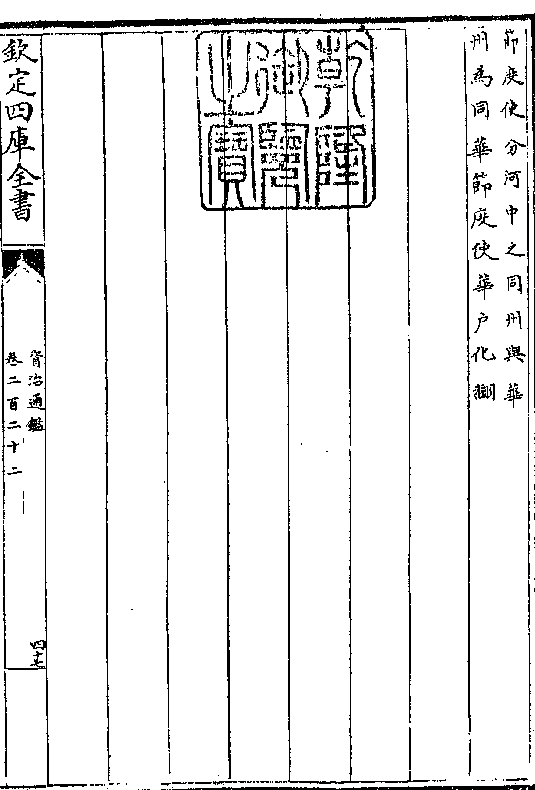 節度使分河中之同州與華
州為同華節度使華户化翻
乾隆
御覽
之寶
欽定四庫全書
資治通鑑
卷二百二十二
四十七